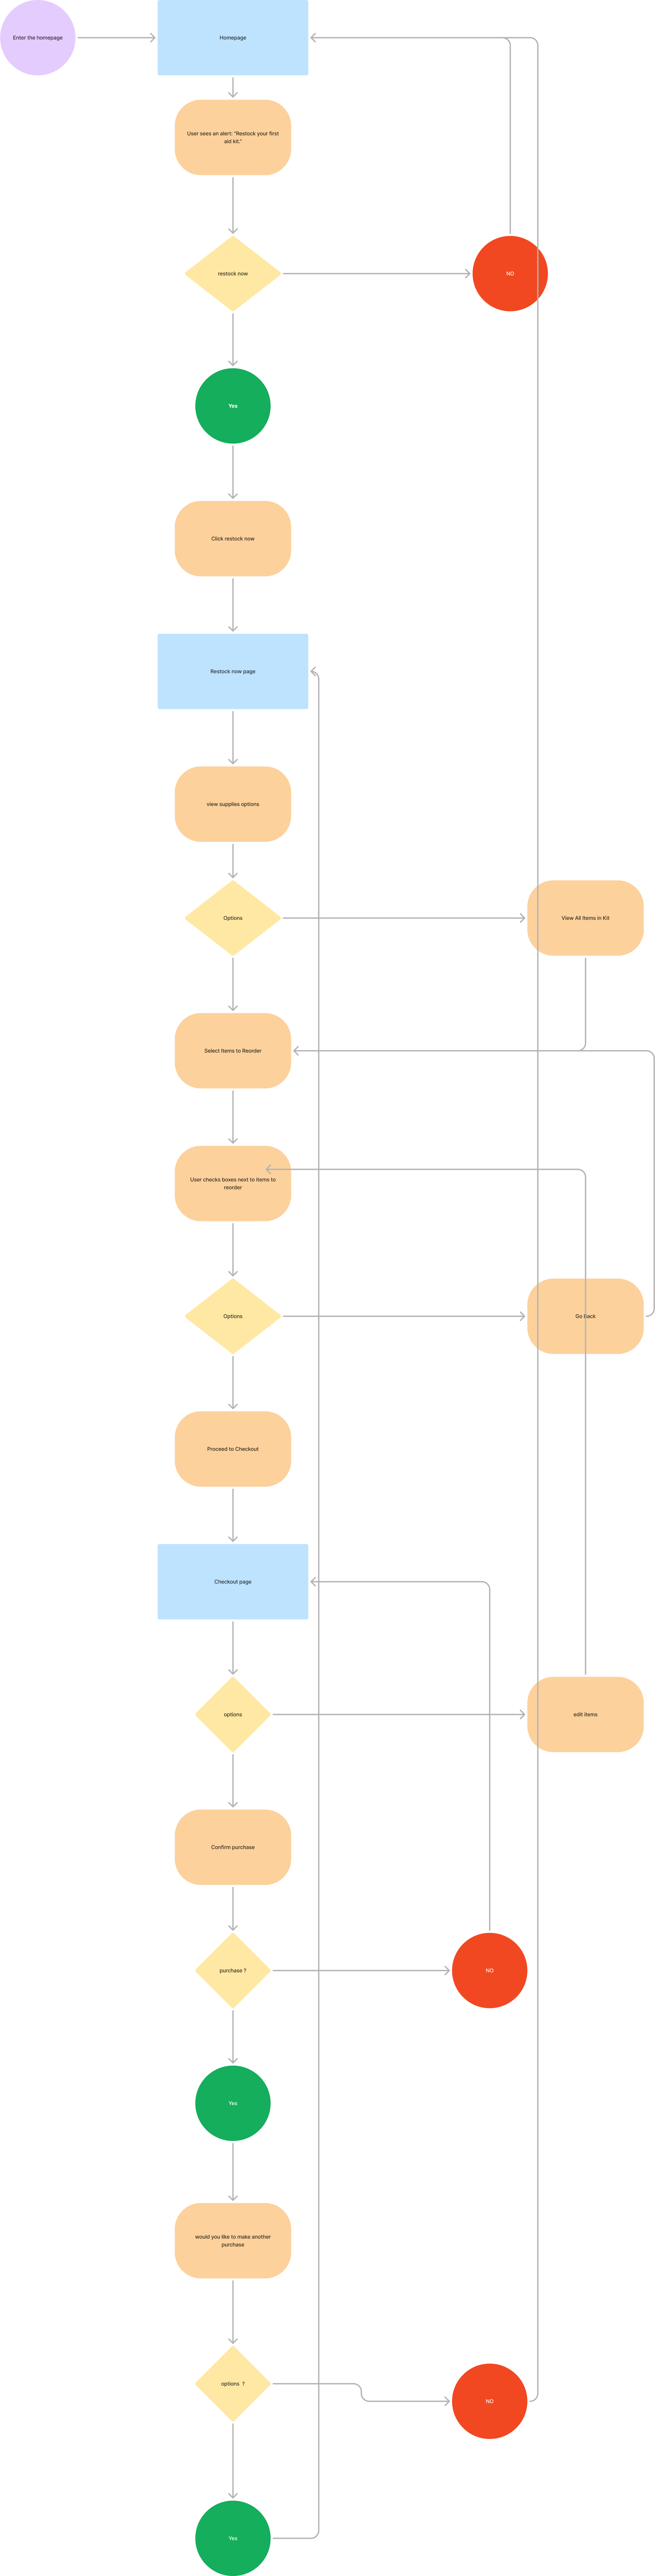 Enter the homepage
Homepage
User sees an alert: "Restock your first
aid kit."
restock now
NO
Yes
Click restock now
Restock now page
view supplies options
Options
View All Items in Kit
Select Items to Reorder
User checks boxes next to items to
reorder
Options
Go Back
Proceed to Checkout
Checkout page
options
edit items
Confirm purchase
purchase ?
NO
Yes
would you like to make another
purchase
options ?
NO
Yes